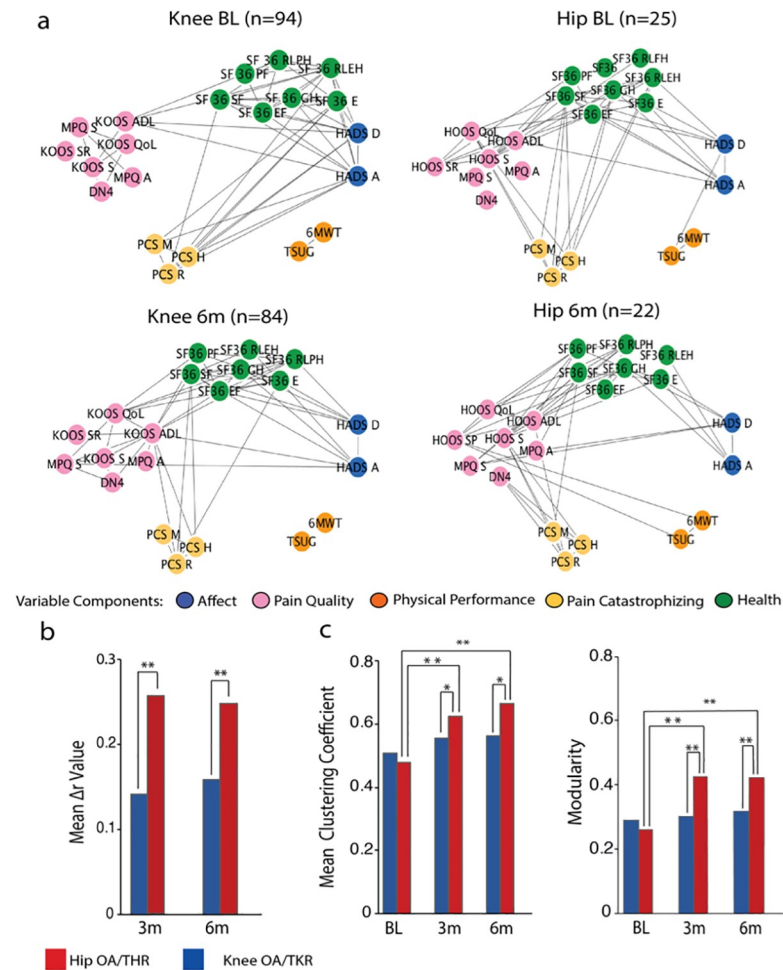 a
Knee BL (n=94)
Hip BL (n=25)
SF 36 RLPH
SF 36 PF
SF 36 RLEH
SF 36 SF
SF 36 GH
SF 36 E
SF 36 EF
KOOS ADL
MPQ S
KOOS QoL
KOOS SR
KOOS S
MPQ A
DN4
HADS D
HADS A
PCS M
PCS H
PCS R
6MWT
TSUG
SF36 RLFH
SF36
SF36 PF
SF36 RLEH
SF36 SF
SF36 GH
SF36 E
SF36 EF
HOOS QoL
HOOS ADL
HOOS SR
HOOS S
MPQ S
MPQ A
DN4
HADS D
HADS A
PCS M
PCS H
PCS R
6MWT
TSUG
Knee 6m (n=84)
Hip 6m (n=22)
SF36 PF
SF36 RLEH
SF36 RLPH
SF36 SF
SF36 GH
SF36 E
SF36 EF
KOOS QoL
KOOS SR
KOOS ADL
MPQ S
KOOS S
MPQ A
DN4
HADS D
HADS A
PCS M
PCS H
PCS R
6MWT
TSUG
SF36 PF
SF36 RLPH
SF36 RLEH
SF36 SF
SF36 GH
SF36 E
SF36 EF
HOOS QoL
HOOS ADL
HOOS SP
HOOS S
MPQ A
MPQ S
DN4
HADS D
HADS A
PCS M
PCS H
PCS R
6MWT
TSUG
Variable Components: Affect Pain Quality Physical Performance Pain Catastrophizing Health
b
Mean Δr Value
0.3
0.2
0.1
0
**
**
3m 6m
c
Mean Clustering Coefficient
0.8
0.6
0.4
0.2
0
**
**
*
*
BL 3m 6m
Modularity
0.8
0.6
0.4
0.2
0
**
**
**
**
BL 3m 6m
Hip OA/THR Knee OA/TKR